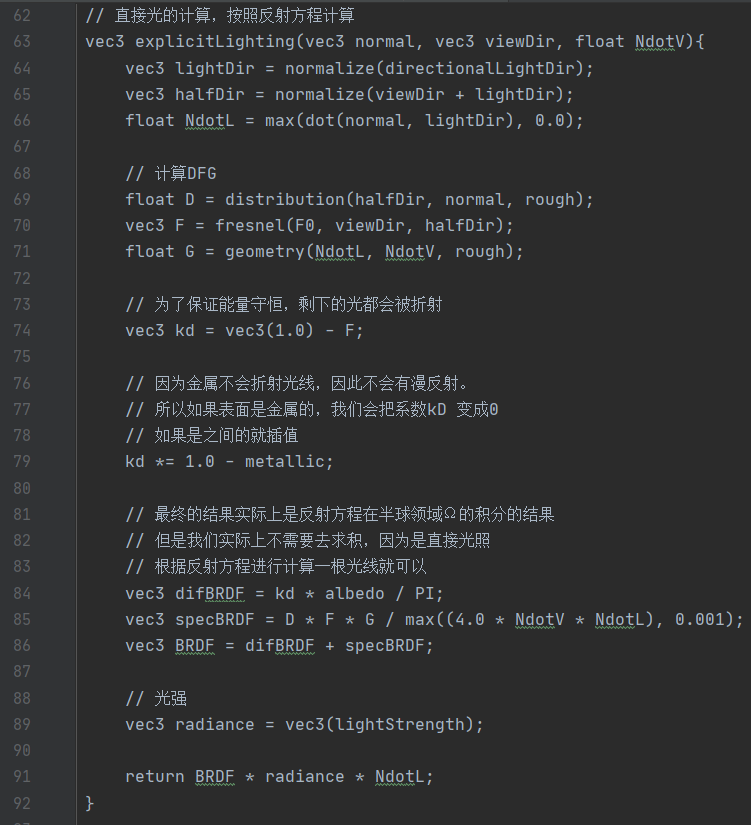 62 // 直接光的计算，按照反射方程计算
63 vec3 explicitLighting(vec3 normal, vec3 viewDir, float NdotV){
64     vec3 lightDir = normalize(directionalLightDir);
65     vec3 halfDir = normalize(viewDir + lightDir);
66     float NdotL = max(dot(normal, lightDir), 0.0);
67
68     // 计算DFG
69     float D = distribution(halfDir, normal, rough);
70     vec3 F = fresnel(F0, viewDir, halfDir);
71     float G = geometry(NdotL, NdotV, rough);
72
73     // 为了保证能量守恒，剩下的光都会被折射
74     vec3 kd = vec3(1.0) - F;
75
76     // 因为金属不会折射光线，因此不会有漫反射。
77     // 所以如果表面是金属的，我们会把系数kD 变成0
78     // 如果是之间的就插值
79     kd *= 1.0 - metallic;
80
81     // 最终的结果实际上是反射方程在半球领域Ω的积分的结果
82     // 但是我们实际上不需要去求积，因为是直接光照
83     // 根据反射方程进行计算一根光线就可以
84     vec3 difBRDF = kd * albedo / PI;
85     vec3 specBRDF = D * F * G / max((4.0 * NdotV * NdotL), 0.001);
86     vec3 BRDF = difBRDF + specBRDF;
87
88     // 光强
89     vec3 radiance = vec3(lightStrength);
90
91     return BRDF * radiance * NdotL;
92 }